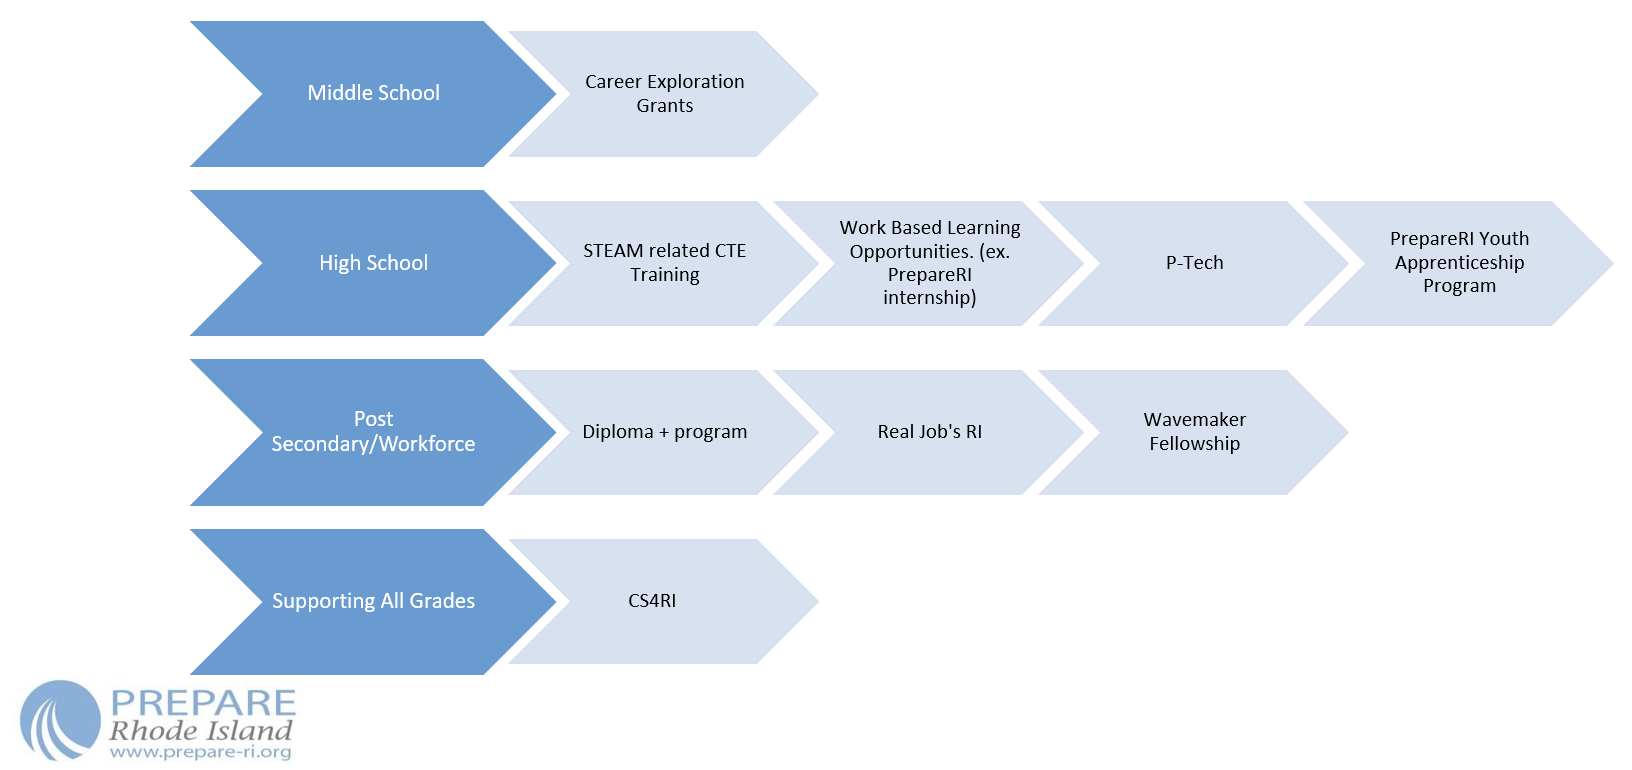 Middle School
Career Exploration
Grants
High School
STEAM related CTE
Training
Work Based Learning
Opportunities. (ex.
PrepareRI
internship)
P-Tech
PrepareRI Youth
Apprenticeship
Program
Post
Secondary/Workforce
Diploma + program
Real Job's RI
Wavemaker
Fellowship
Supporting All Grades
CS4RI
PREPARE
Rhode Island
www.prepare-ri.org